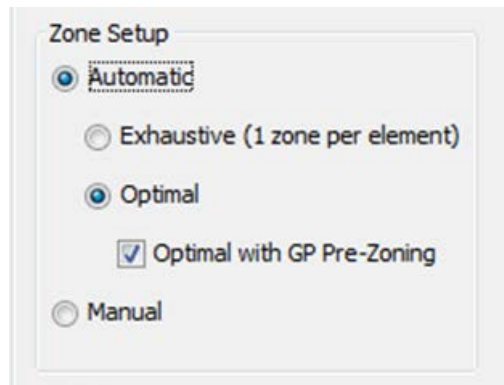 Zone Setup
Automatic
Exhaustive (1 zone per element)
Optimal
Optimal with GP Pre-Zoning
Manual